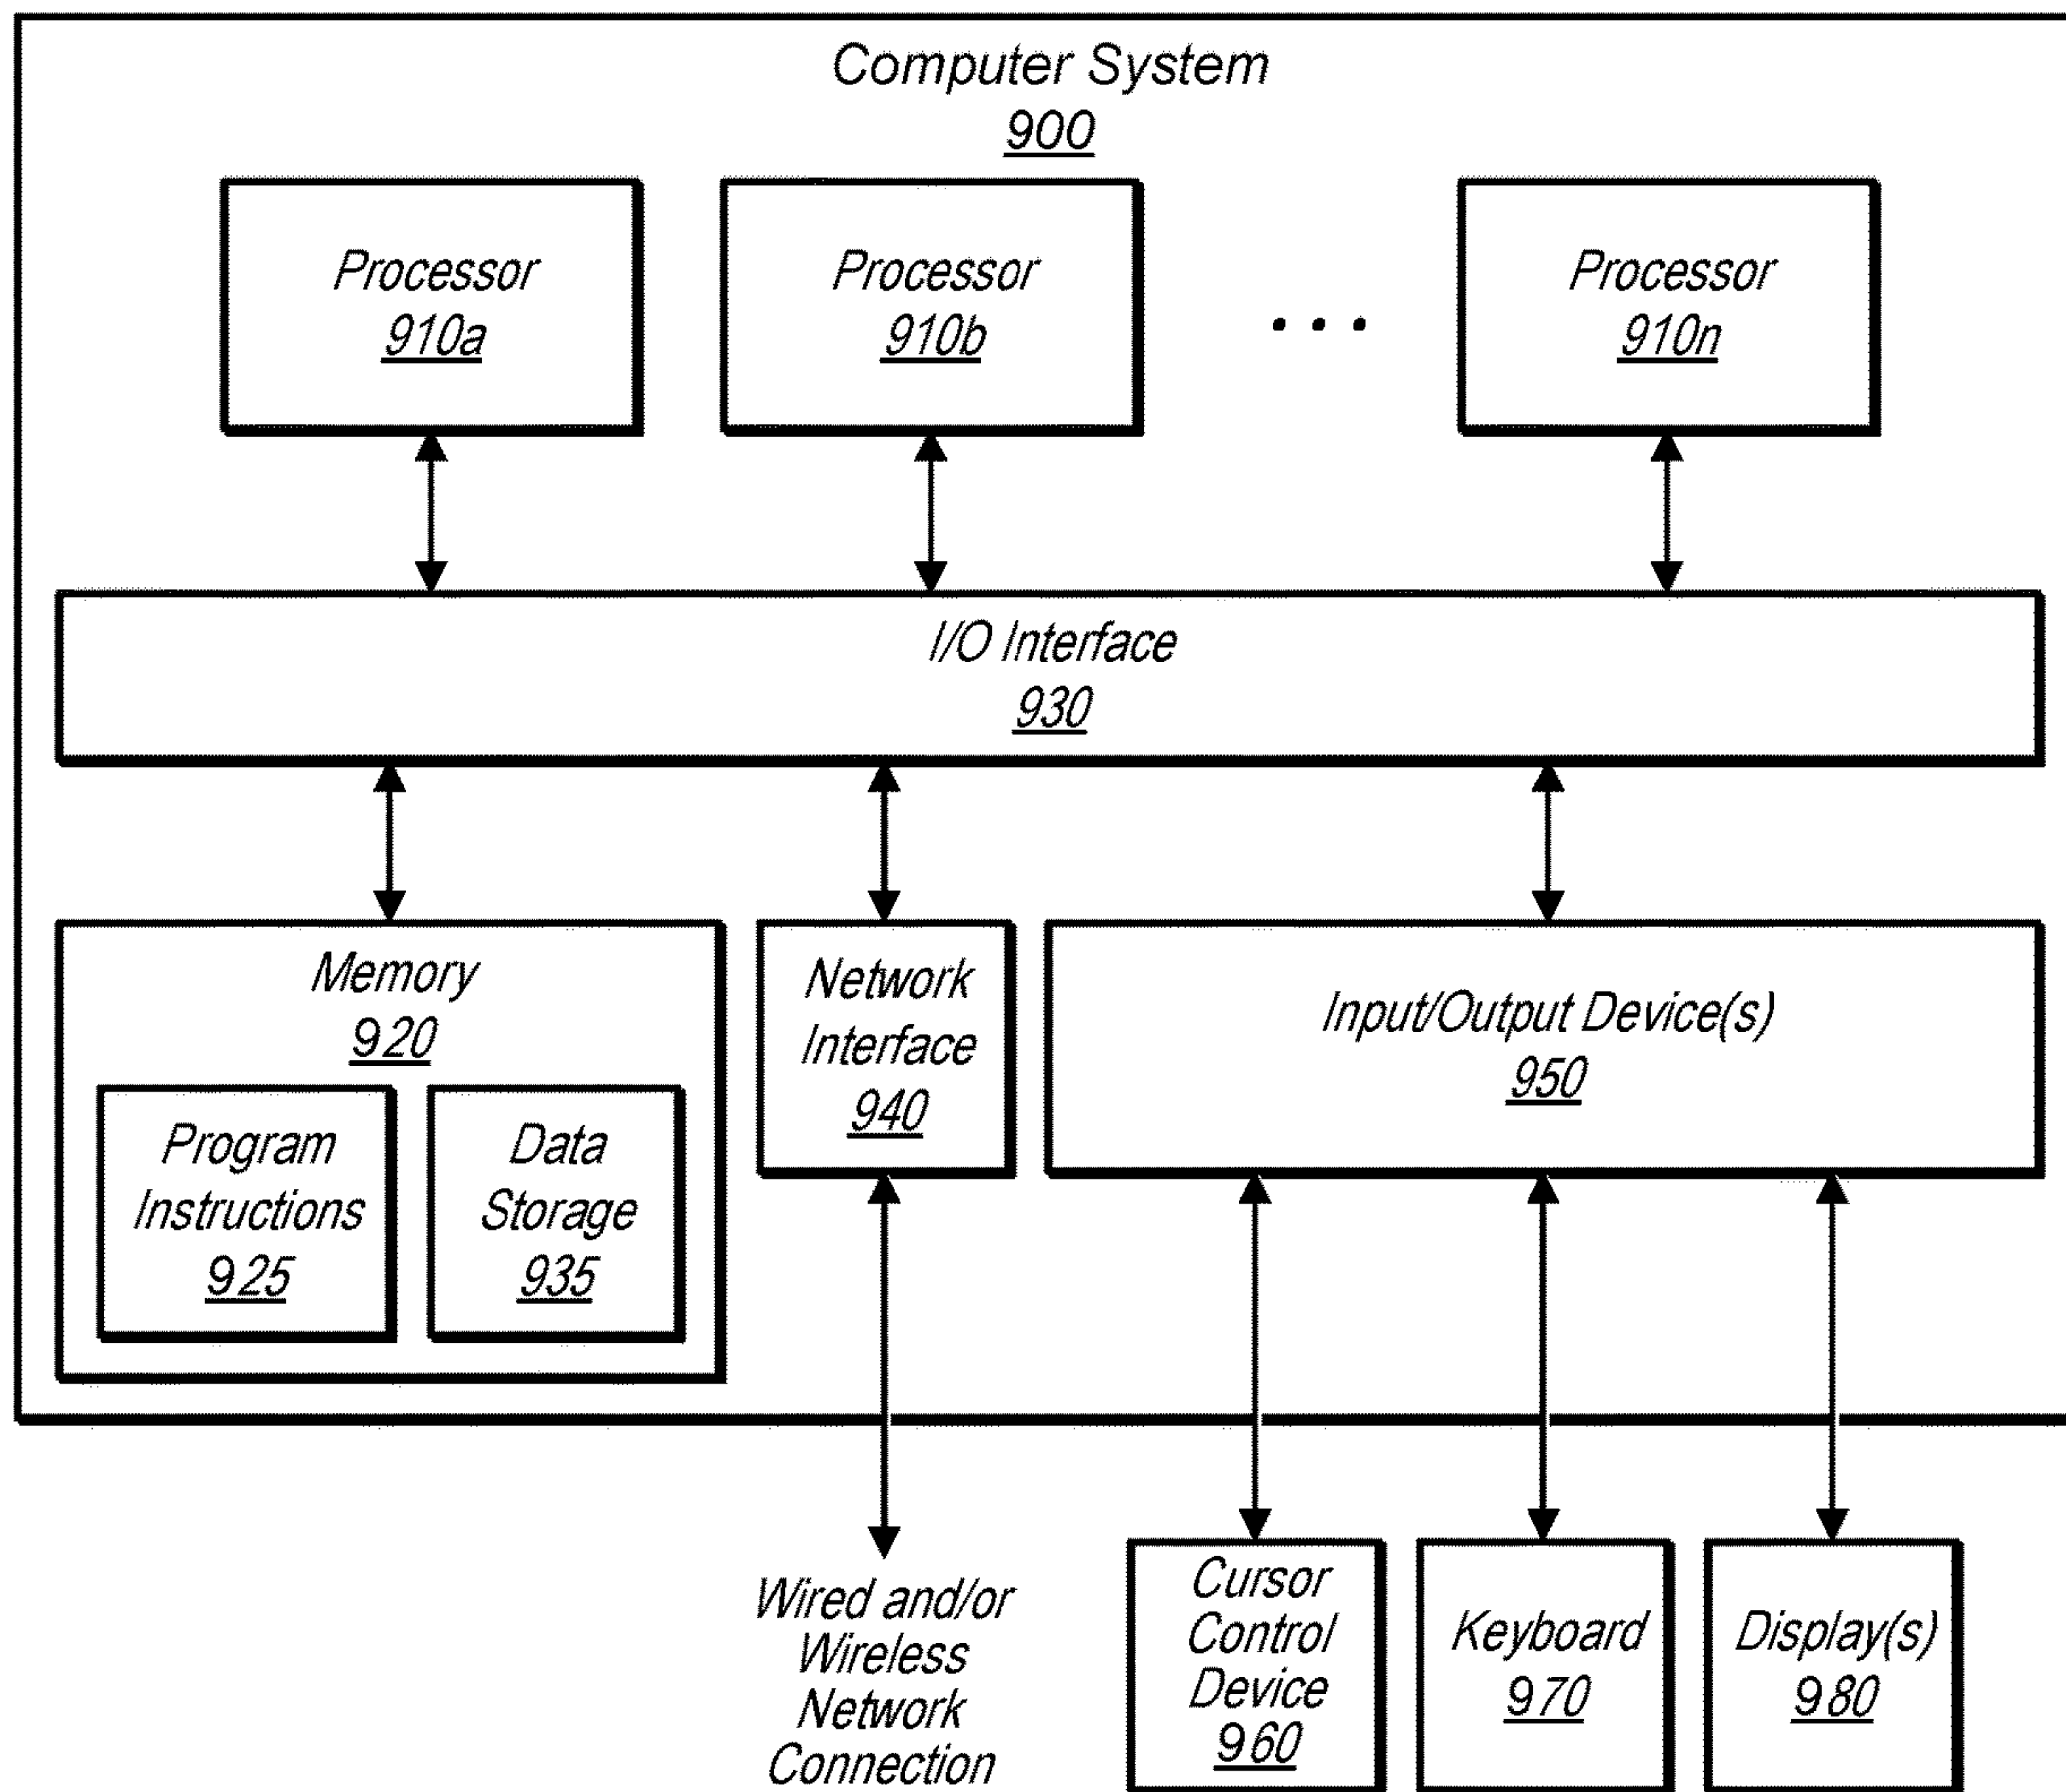 Computer System
900
Processor
910a
Processor
910b
. . .
Processor
910n
I/O Interface
930
Memory
920
Program
Instructions
925
Data
Storage
935
Network
Interface
940
Input/Output Device(s)
950
Wired and/or
Wireless
Network
Connection
Cursor
Control
Device
960
Keyboard
970
Display(s)
980